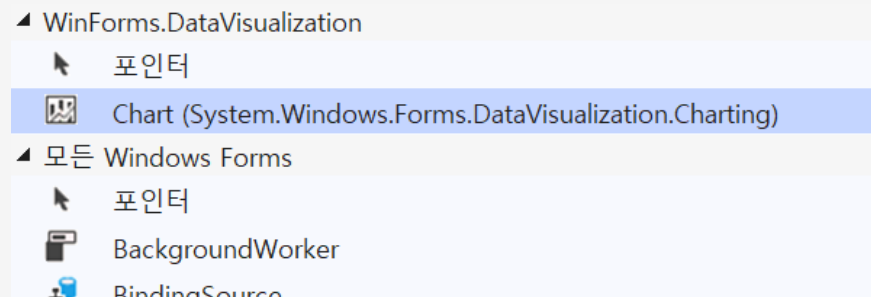 WinForms.DataVisualization
포인터
Chart (System.Windows.Forms.DataVisualization.Charting)
모든 Windows Forms
포인터
BackgroundWorker
BindingSource